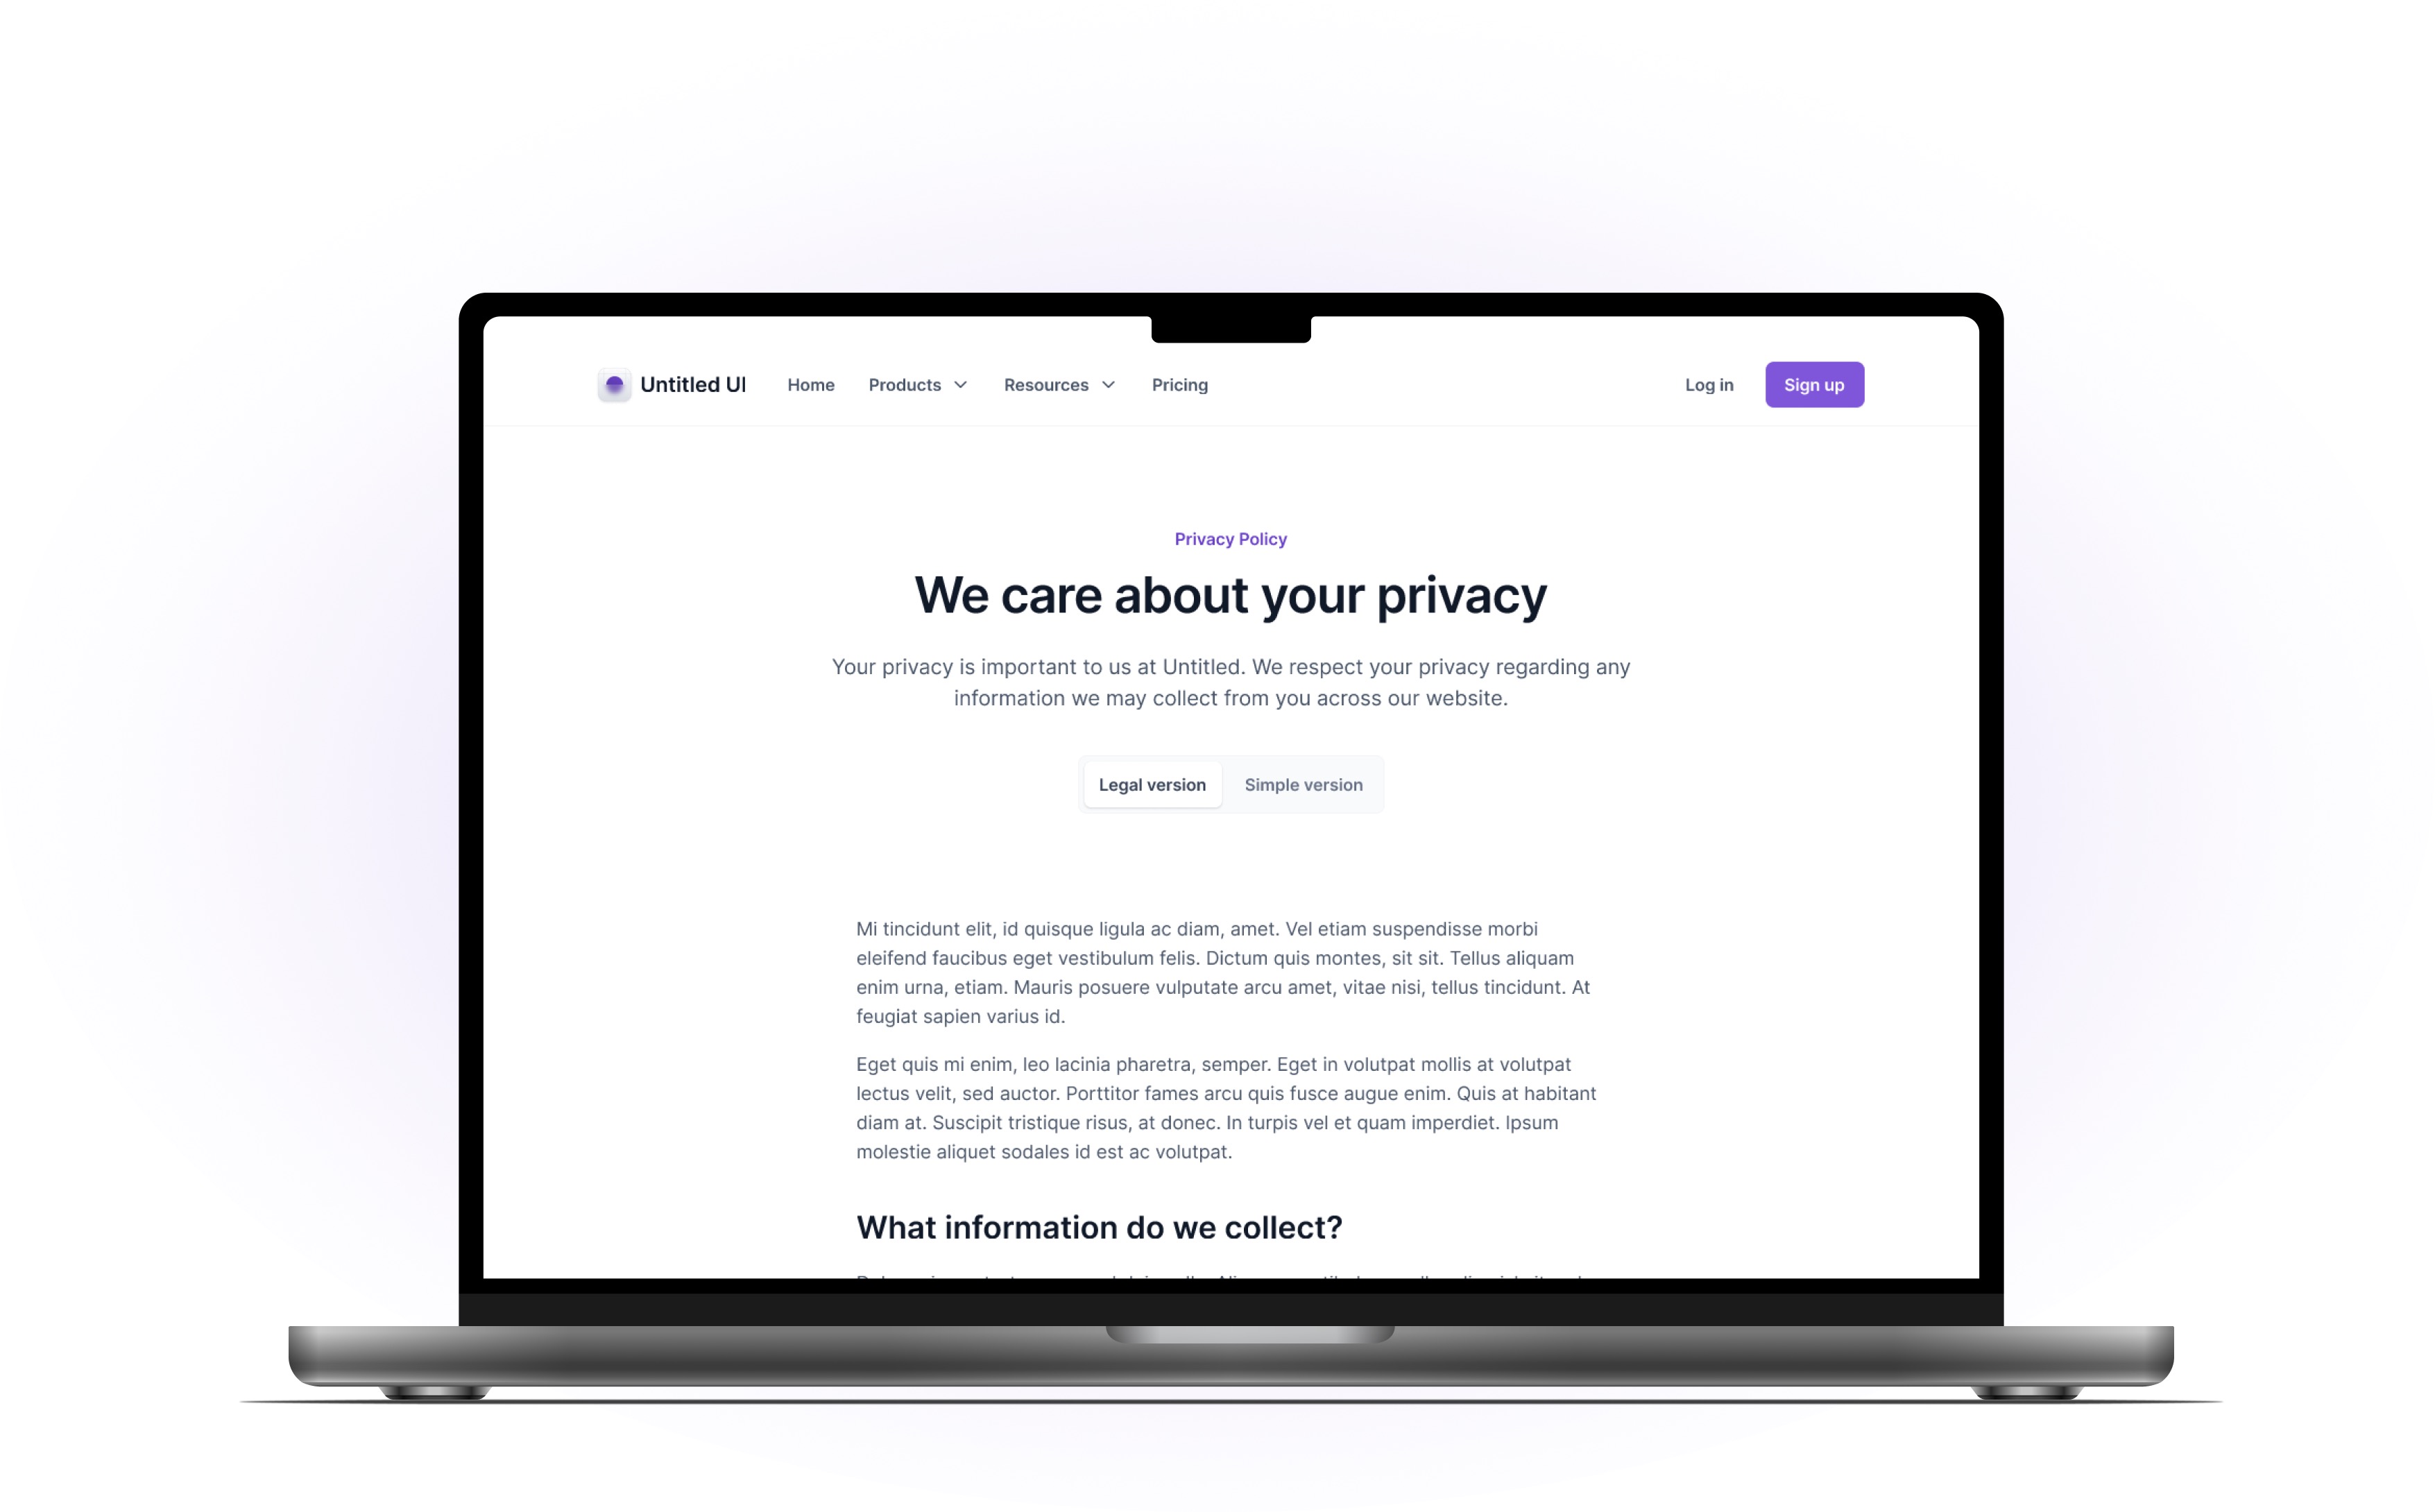 Untitled UI Home Products Resources Pricing Log in Sign up
Privacy Policy
We care about your privacy
Your privacy is important to us at Untitled. We respect your privacy regarding any
information we may collect from you across our website.
Legal version Simple version
Mi tincidunt elit, id quisque ligula ac diam, amet. Vel etiam suspendisse morbi
eleifend faucibus eget vestibulum felis. Dictum quis montes, sit sit. Tellus aliquam
enim urna, etiam. Mauris posuere vulputate arcu amet, vitae nisi, tellus tincidunt. At
feugiat sapien varius id.
Eget quis mi enim, leo lacinia pharetra, semper. Eget in volutpat mollis at volutpat
lectus velit, sed auctor. Porttitor fames arcu quis fusce augue enim. Quis at habitant
diam at. Suscipit tristique risus, at donec. In turpis vel et quam imperdiet. Ipsum
molestie aliquet sodales id est ac volutpat.
What information do we collect?